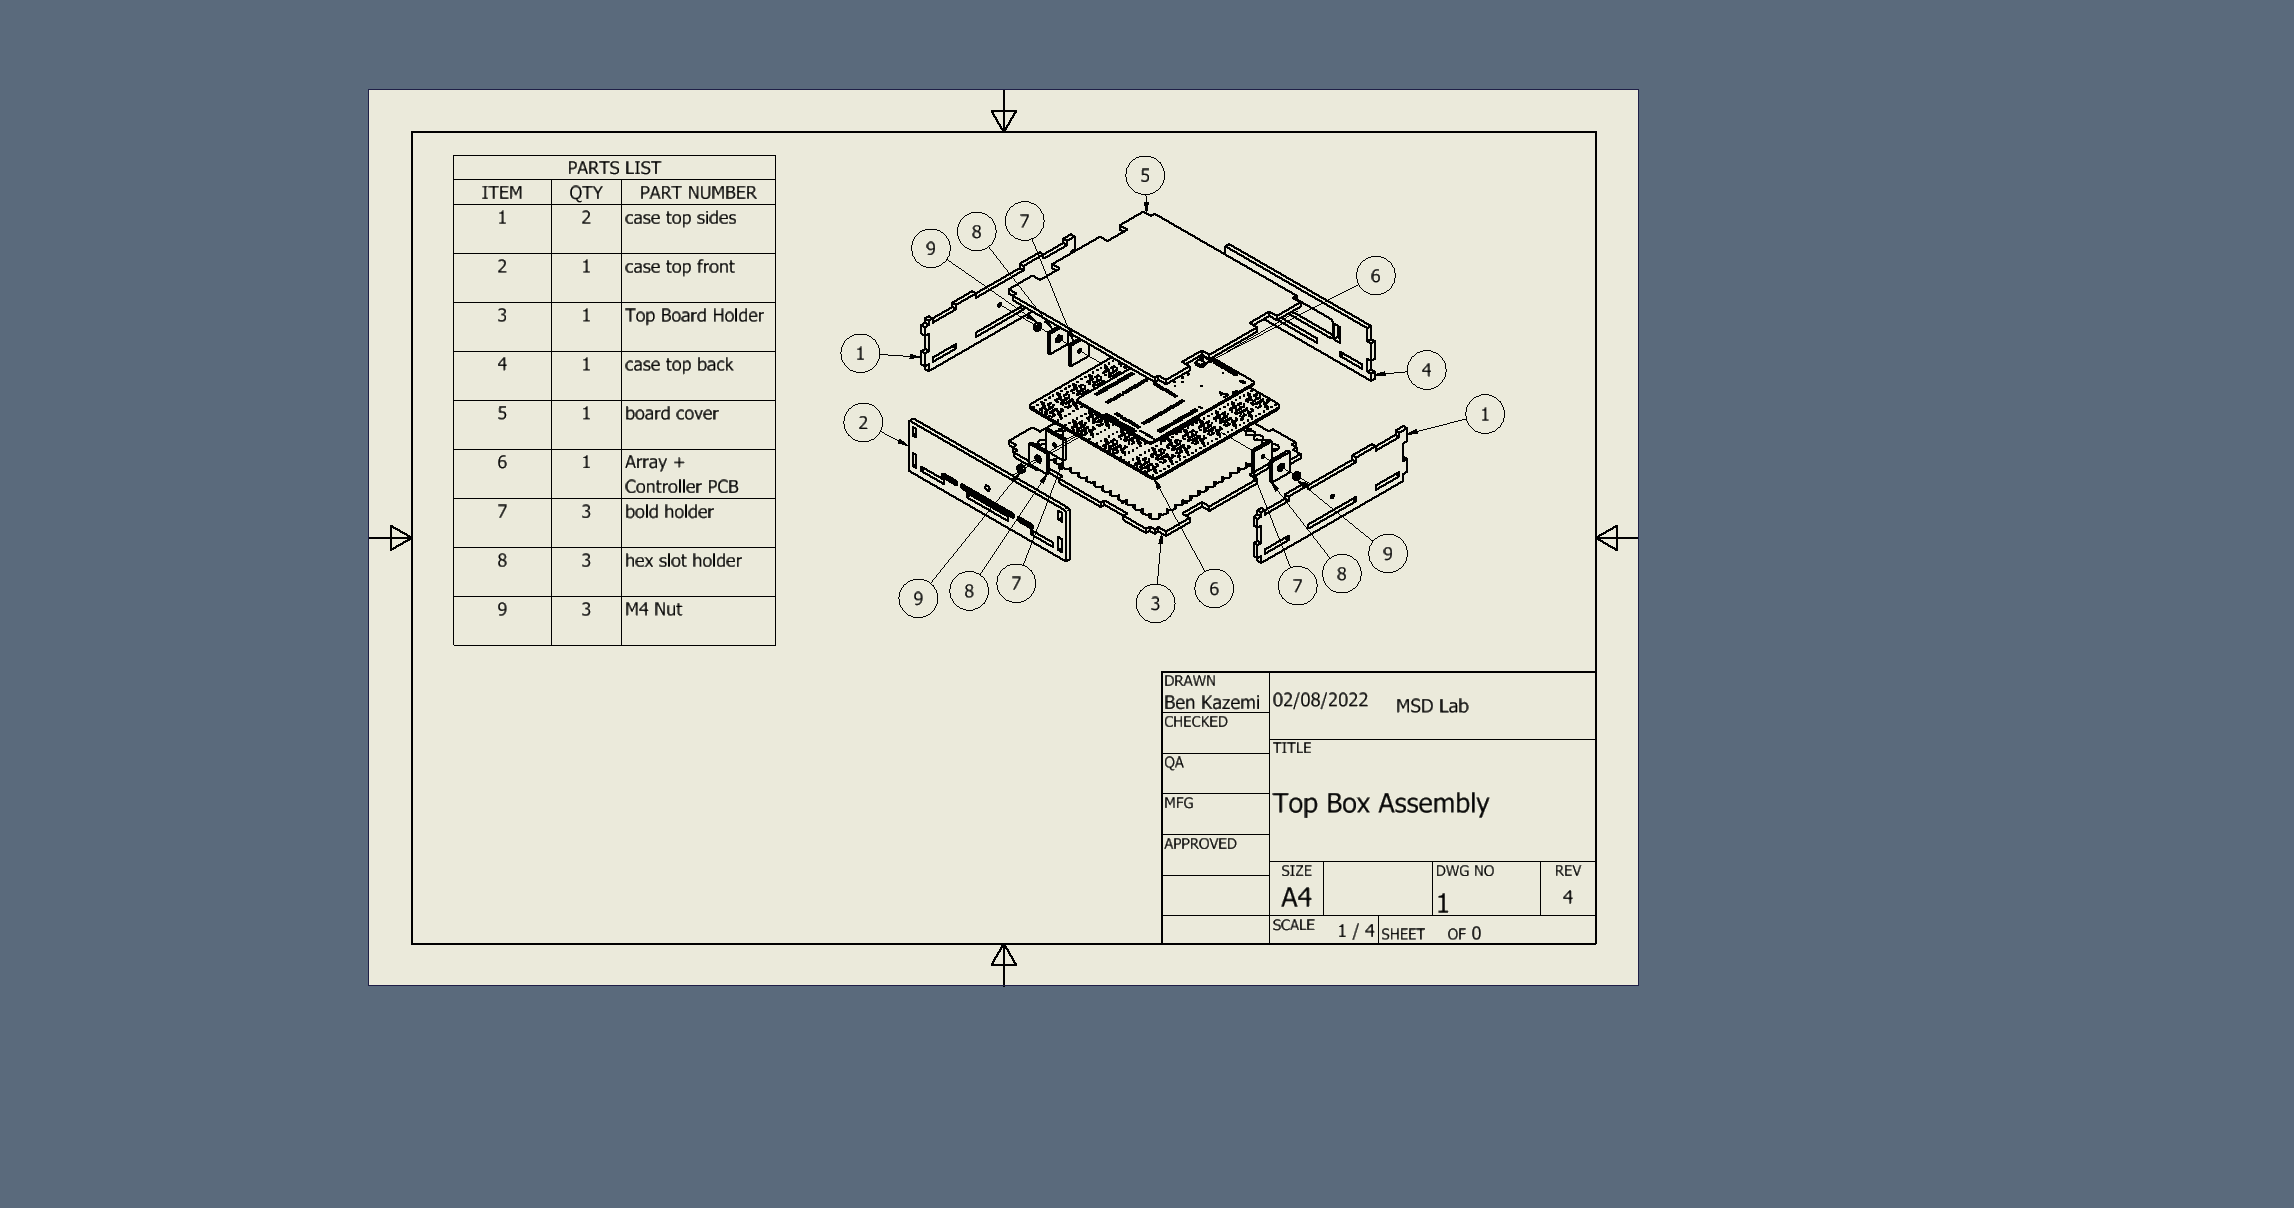 PARTS LIST
ITEM QTY PART NUMBER
1 2 case top sides
2 1 case top front
3 1 Top Board Holder
4 1 case top back
5 1 board cover
6 1 Array +
Controller PCB
7 3 bold holder
8 3 hex slot holder
9 3 M4 Nut
5
7
8
9
6
1
4
2
1
9
8
7
3
6
7
8
9
DRAWN
Ben Kazemi
02/08/2022 MSD Lab
CHECKED
TITLE
QA
MFG
Top Box Assembly
APPROVED
SIZE
A4
DWG NO
1
REV
4
SCALE 1 / 4 SHEET OF 0